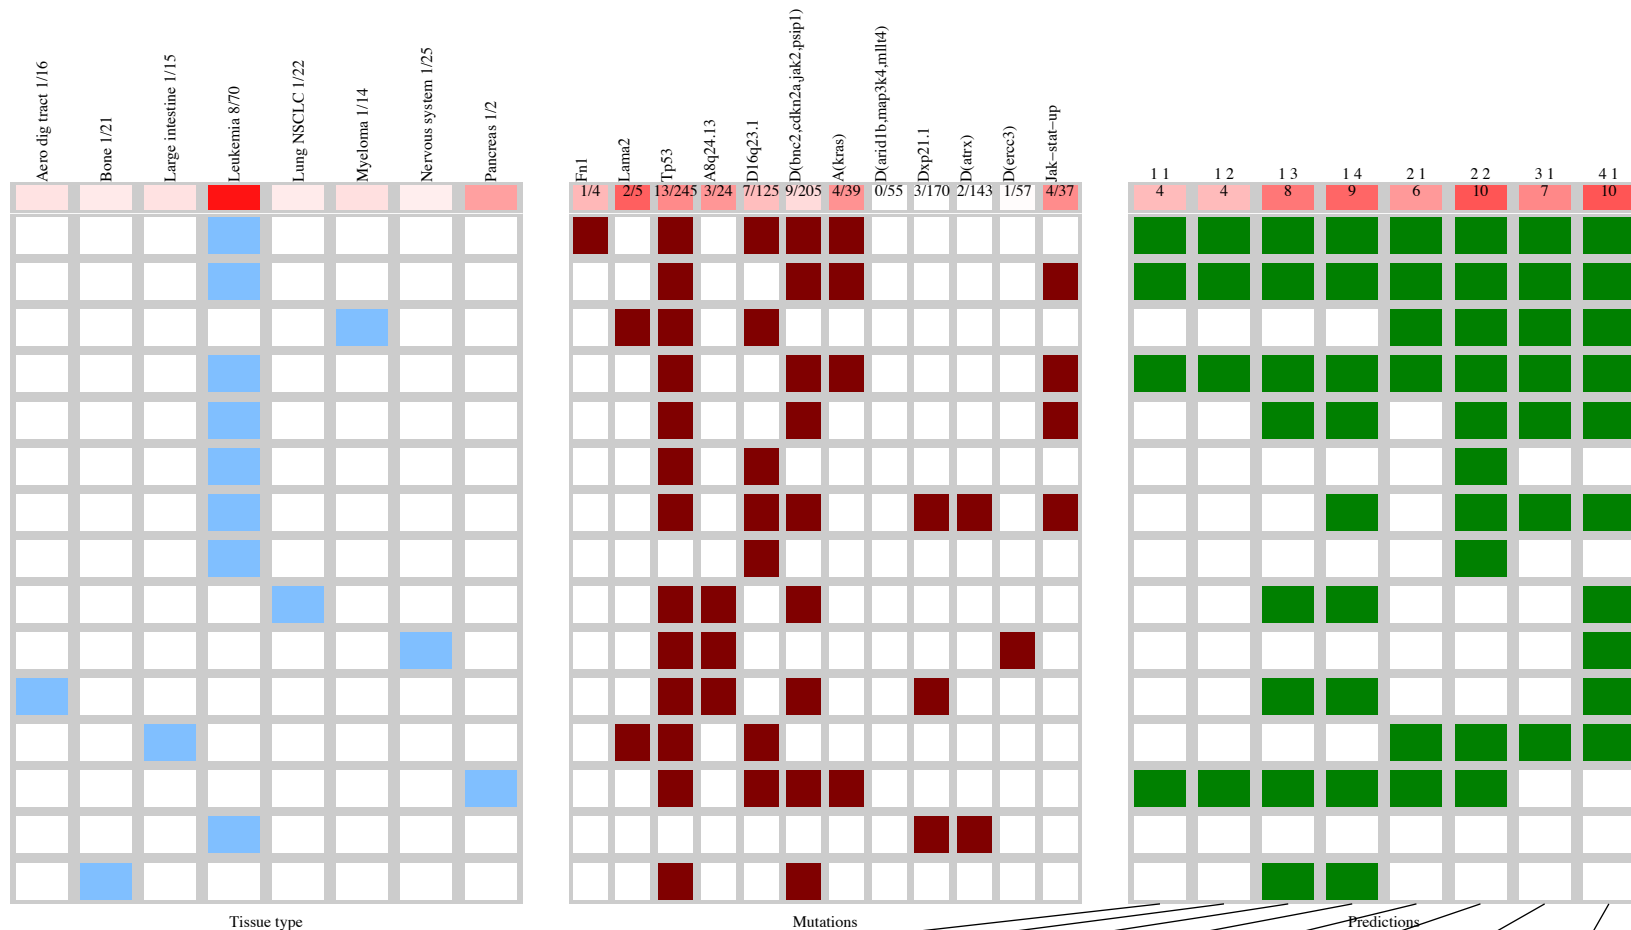 Aero dig tract 1/16
Bone 1/21
Large intestine 1/15
Leukemia 8/70
Lung NSCLC 1/22
Myeloma 1/14
Nervous system 1/25
Pancreas 1/2
Fn1
Lama2
Tp53
A8q24.13
D16q23.1
D(bnc2,cdkn2a,jak2,psip1)
A(kras)
D(arid1b,map3k4,mllt4)
Dxp21.1
D(atrx)
D(ercc3)
Jak−stat−up
1 1 1 2 1 3 1 4 2 1 2 2 3 1 4 1
1/4 2/5 13/245 3/24 7/125 9/205 4/39 0/55 3/170 2/143 1/57 4/37
4 4 8 9 6 10 7 10
Tissue type
Mutations
Predictions